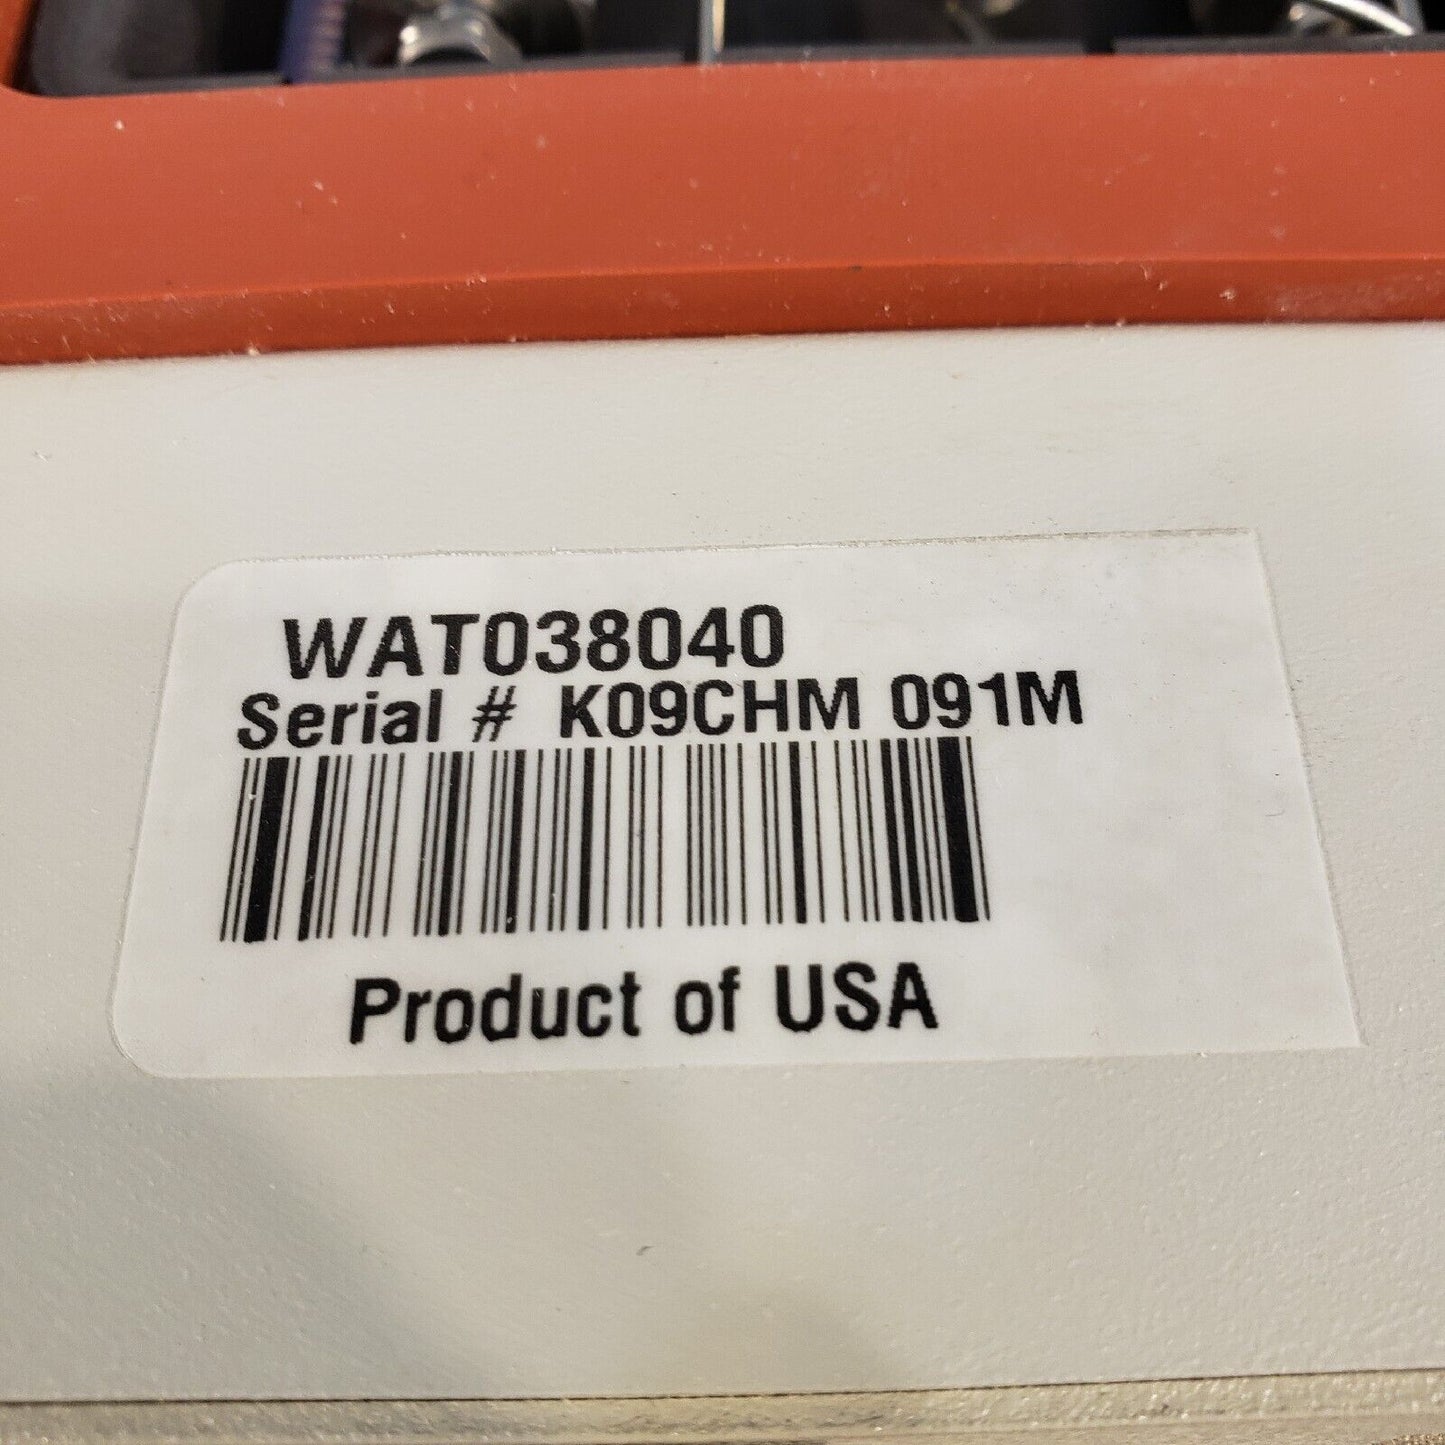 WAT038040
Serial # K09CHM 091M
Product of USA